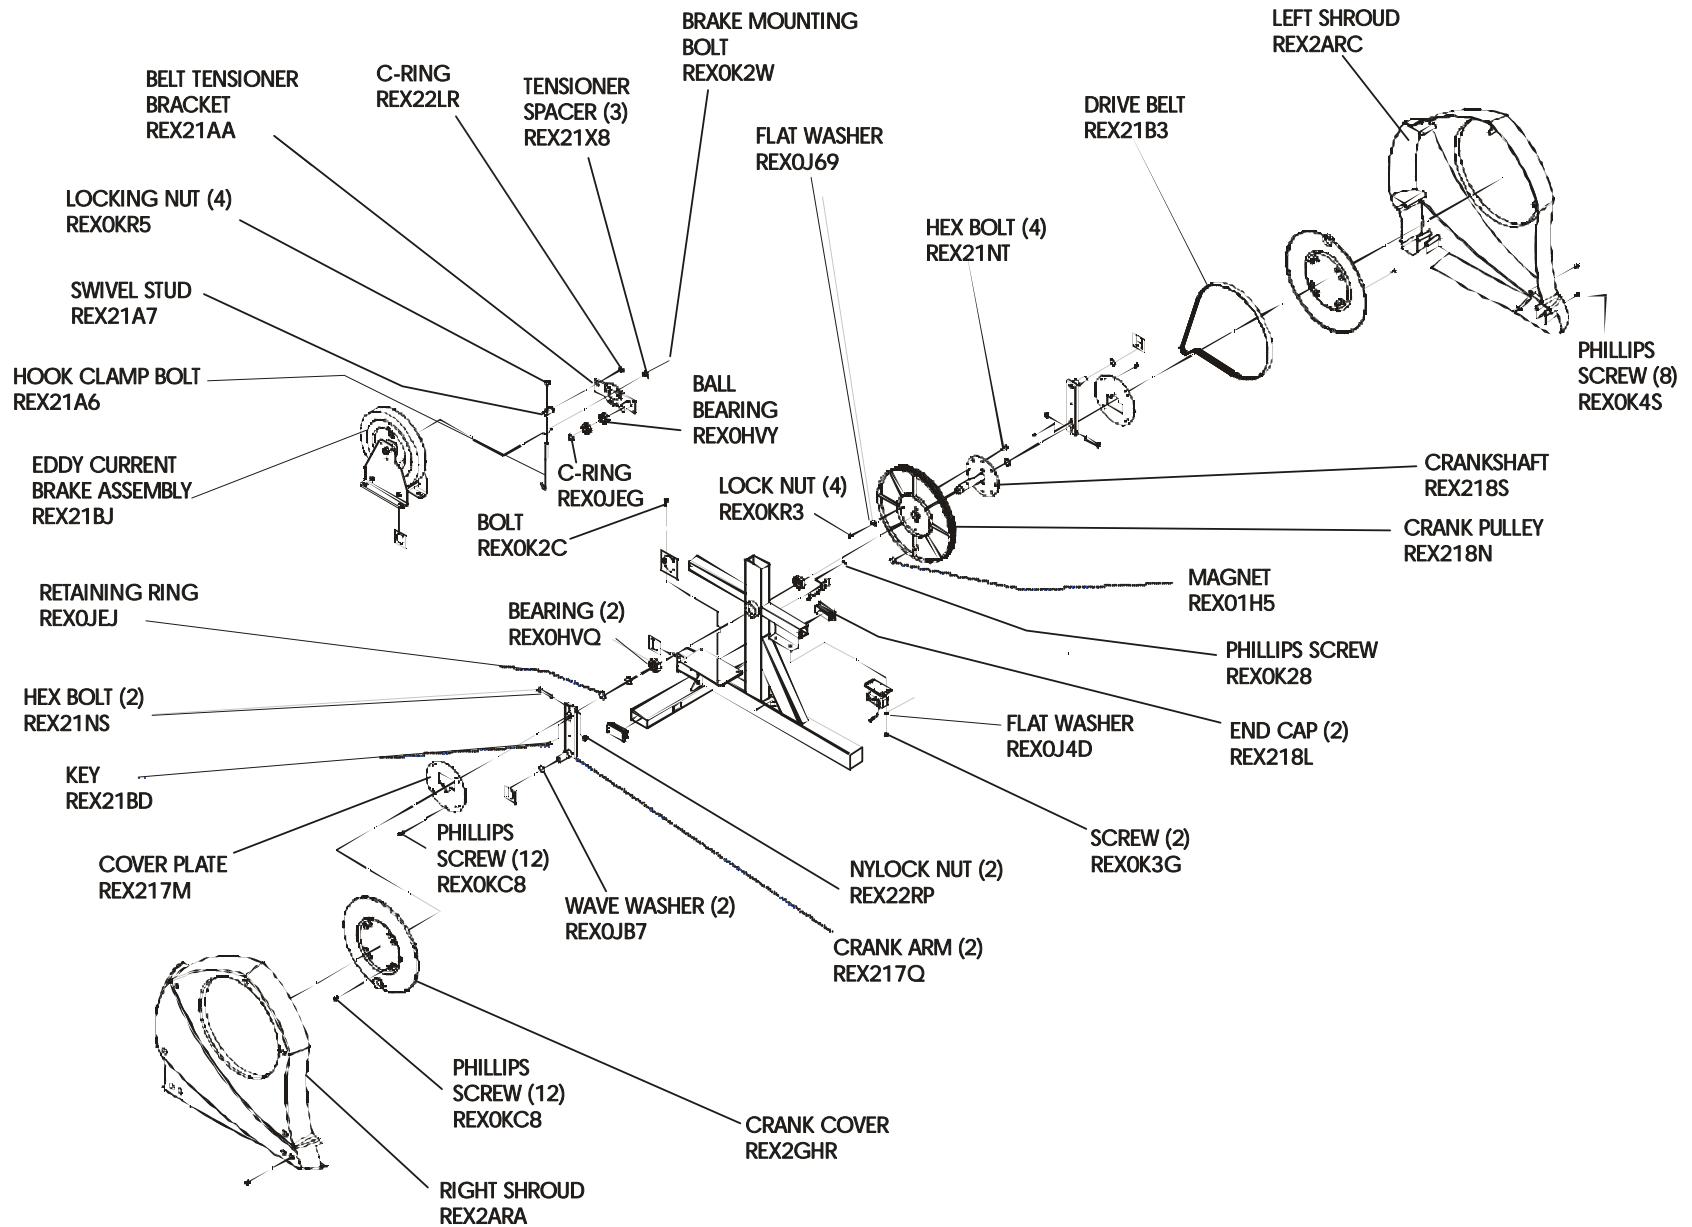 BRAKE MOUNTING
BOLT
REX0K2W
LEFT SHROUD
REX2ARC
BELT TENSIONER
BRACKET
REX21AA
C-RING
REX22LR
TENSIONER
SPACER (3)
REX21X8
DRIVE BELT
REX21B3
FLAT WASHER
REX0J69
LOCKING NUT (4)
REX0KR5
HEX BOLT (4)
REX21NT
SWIVEL STUD
REX21A7
PHILLIPS
SCREW (8)
REX0K4S
HOOK CLAMP BOLT
REX21A6
BALL
BEARING
REX0HVY
EDDY CURRENT
BRAKE ASSEMBLY
REX21BJ
C-RING
REX0JEG
LOCK NUT (4)
REX0KR3
CRANKSHAFT
REX218S
BOLT
REX0K2C
CRANK PULLEY
REX218N
MAGNET
REX01H5
RETAINING RING
REX0JEJ
BEARING (2)
REX0HVQ
PHILLIPS SCREW
REX0K28
HEX BOLT (2)
REX21NS
FLAT WASHER
REX0J4D
END CAP (2)
REX218L
KEY
REX21BD
PHILLIPS
SCREW (12)
REX0KC8
SCREW (2)
REX0K3G
COVER PLATE
REX217M
NYLOCK NUT (2)
REX22RP
WAVE WASHER (2)
REX0JB7
CRANK ARM (2)
REX217Q
PHILLIPS
SCREW (12)
REX0KC8
CRANK COVER
REX2GHR
RIGHT SHROUD
REX2ARA